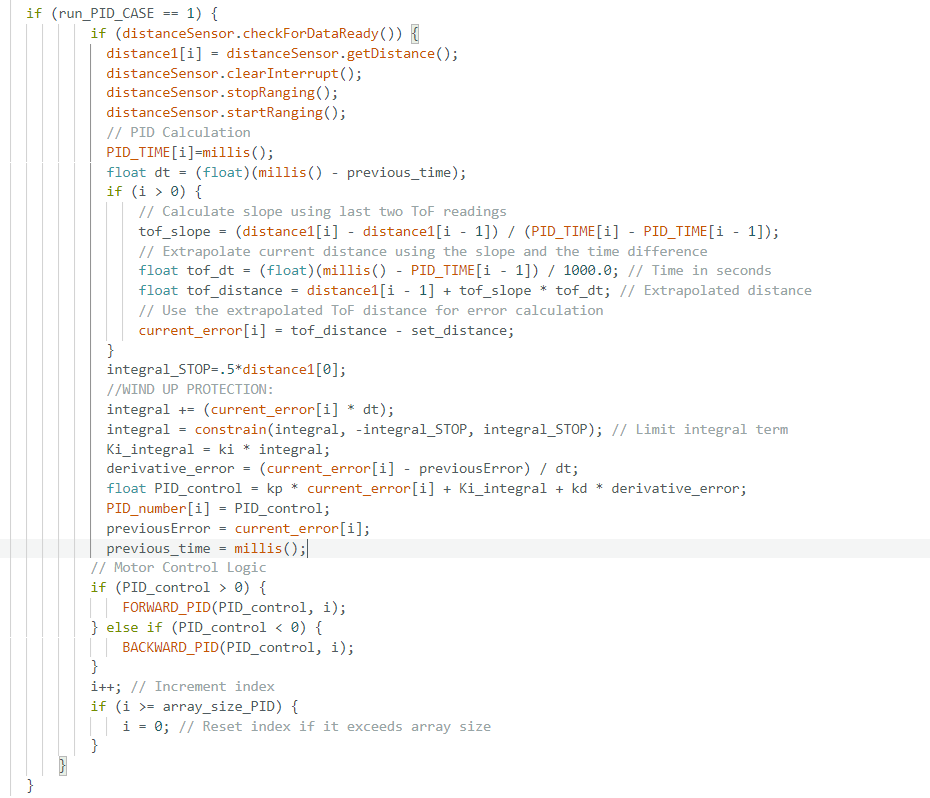 if (run_PID_CASE == 1) {
if (distanceSensor.checkForDataReady()) {
distance1[i] = distanceSensor.getDistance();
distanceSensor.clearInterrupt();
distanceSensor.stopRanging();
distanceSensor.startRanging();
// PID Calculation
PID_TIME[i]=millis();
float dt = (float)(millis() - previous_time);
if (i > 0) {
// Calculate slope using last two ToF readings
tof_slope = (distance1[i] - distance1[i - 1]) / (PID_TIME[i] - PID_TIME[i - 1]);
// Extrapolate current distance using the slope and the time difference
float tof_dt = (float)(millis() - PID_TIME[i - 1]) / 1000.0; // Time in seconds
float tof_distance = distance1[i - 1] + tof_slope * tof_dt; // Extrapolated distance
// Use the extrapolated ToF distance for error calculation
current_error[i] = tof_distance - set_distance;
}
integral_STOP=.5*distance1[0];
//WIND UP PROTECTION:
integral += (current_error[i] * dt);
integral = constrain(integral, -integral_STOP, integral_STOP); // Limit integral term
Ki_integral = ki * integral;
derivative_error = (current_error[i] - previousError) / dt;
float PID_control = kp * current_error[i] + Ki_integral + kd * derivative_error;
PID_number[i] = PID_control;
previousError = current_error[i];
previous_time = millis();
// Motor Control Logic
if (PID_control > 0) {
FORWARD_PID(PID_control, i);
} else if (PID_control < 0) {
BACKWARD_PID(PID_control, i);
}
i++; // Increment index
if (i >= array_size_PID) {
i = 0; // Reset index if it exceeds array size
}
}
}